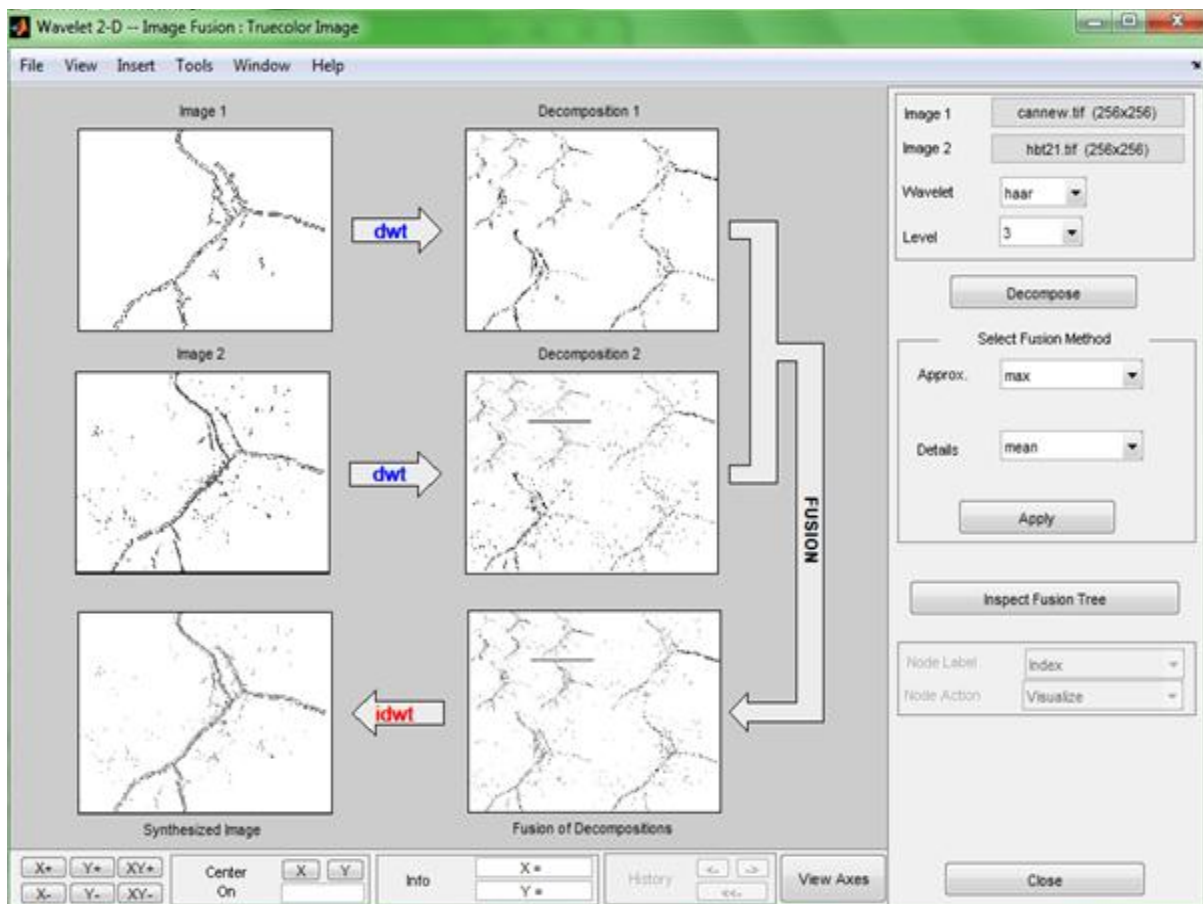 Wavelet 2-D -- Image Fusion : Truecolor Image
File View Insert Tools Window Help
Image 1
Decomposition 1
dwt
Image 2
Decomposition 2
dwt
FUSION
idwt
Synthesized Image
Fusion of Decompositions
Image 1 cannew.tif (256x256)
Image 2 hbt21.tif (256x256)
Wavelet haar
Level 3
Decompose
Select Fusion Method
Approx. max
Details mean
Apply
Inspect Fusion Tree
Node Label Index
Node Action Visualize
X+ Y+ XY+
X- Y- XY-
Center On
X Y
Info
X =
Y =
History
<- ->
<<-
View Axes
Close